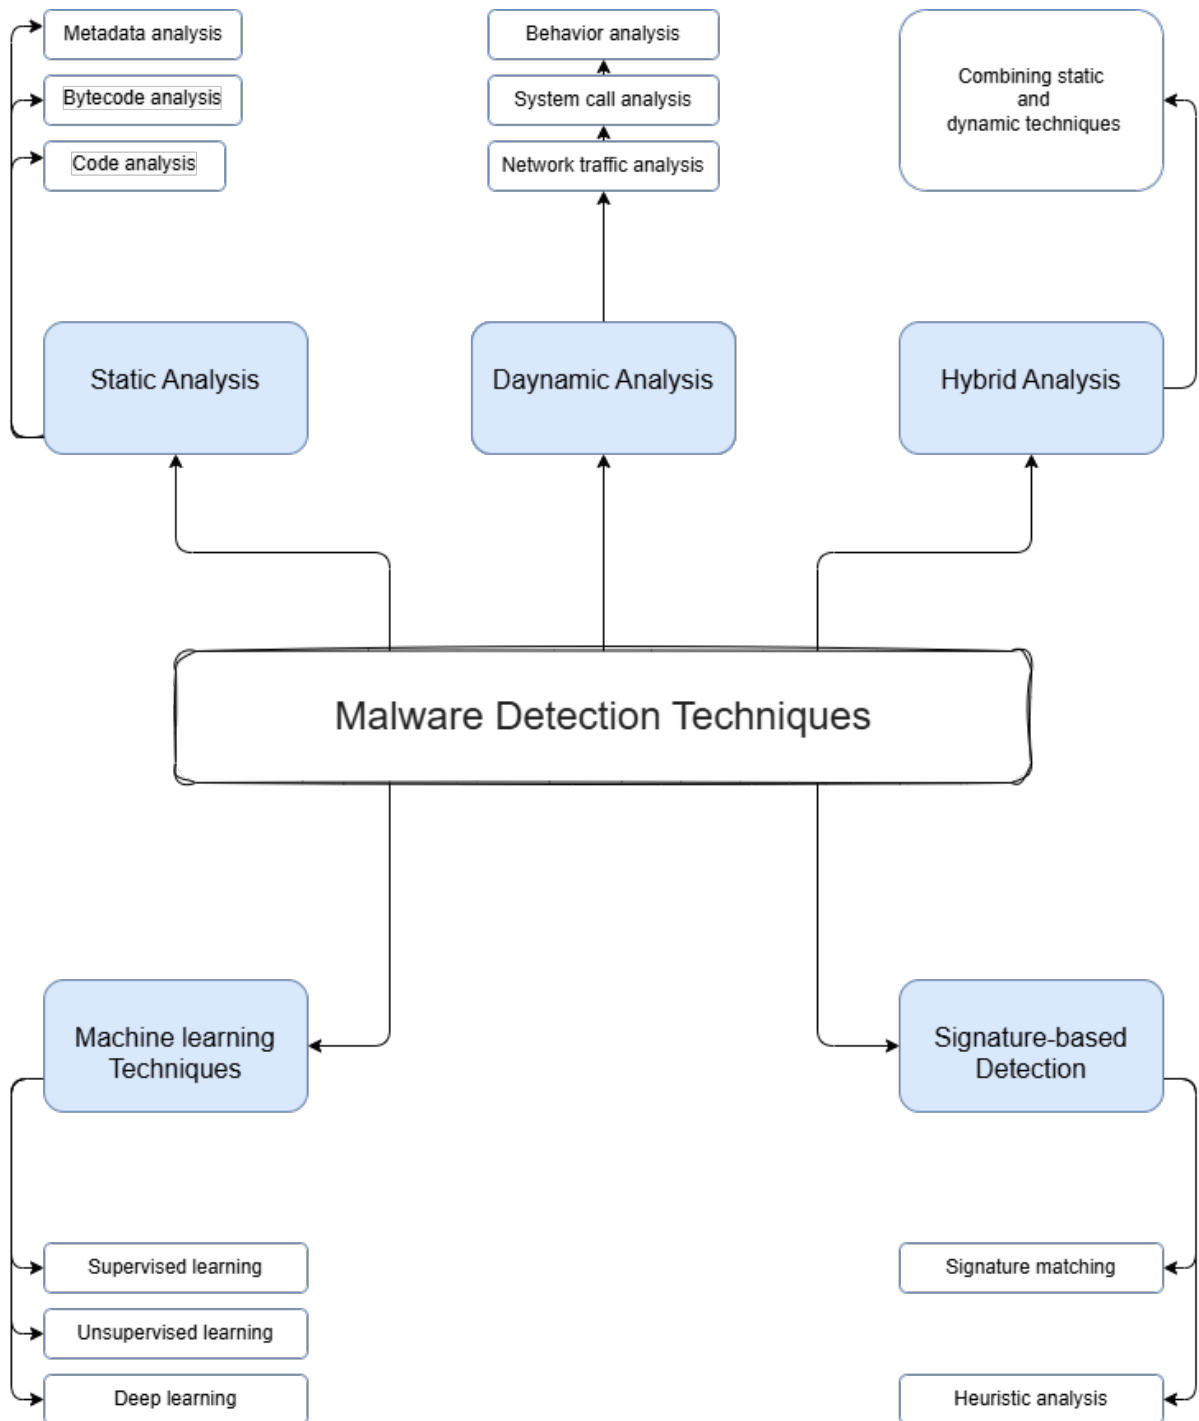 Metadata analysis
Bytecode analysis
Code analysis
Behavior analysis
System call analysis
Network traffic analysis
Combining static
and
dynamic techniques
Static Analysis
Daynamic Analysis
Hybrid Analysis
Malware Detection Techniques
Machine learning
Techniques
Signature-based
Detection
Supervised learning
Unsupervised learning
Deep learning
Signature matching
Heuristic analysis